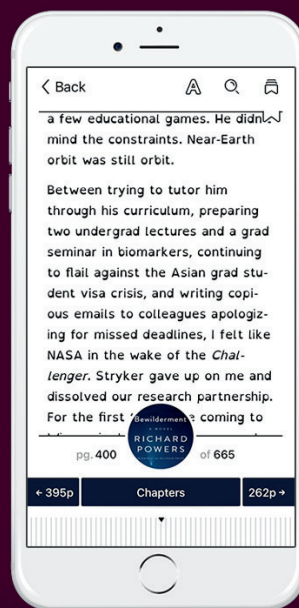 Back
a few educational games. He didn
mind the constraints. Near-Earth
orbit was still orbit.
Between trying to tutor him
through his curriculum, preparing
two undergrad lectures and a grad
seminar in biomarkers, continuing
to flail against the Asian grad stu-
dent visa crisis, and writing copi-
ous emails to colleagues apologiz-
ing for missed deadlines, I felt like
NASA in the wake of the Chal-
lenger. Stryker gave up on me and
dissolved our research partnership.
For the first coming to
Bewilderment
A NOVEL
RICHARD
POWERS
pg. 400 of 665
← 395p Chapters 262p →